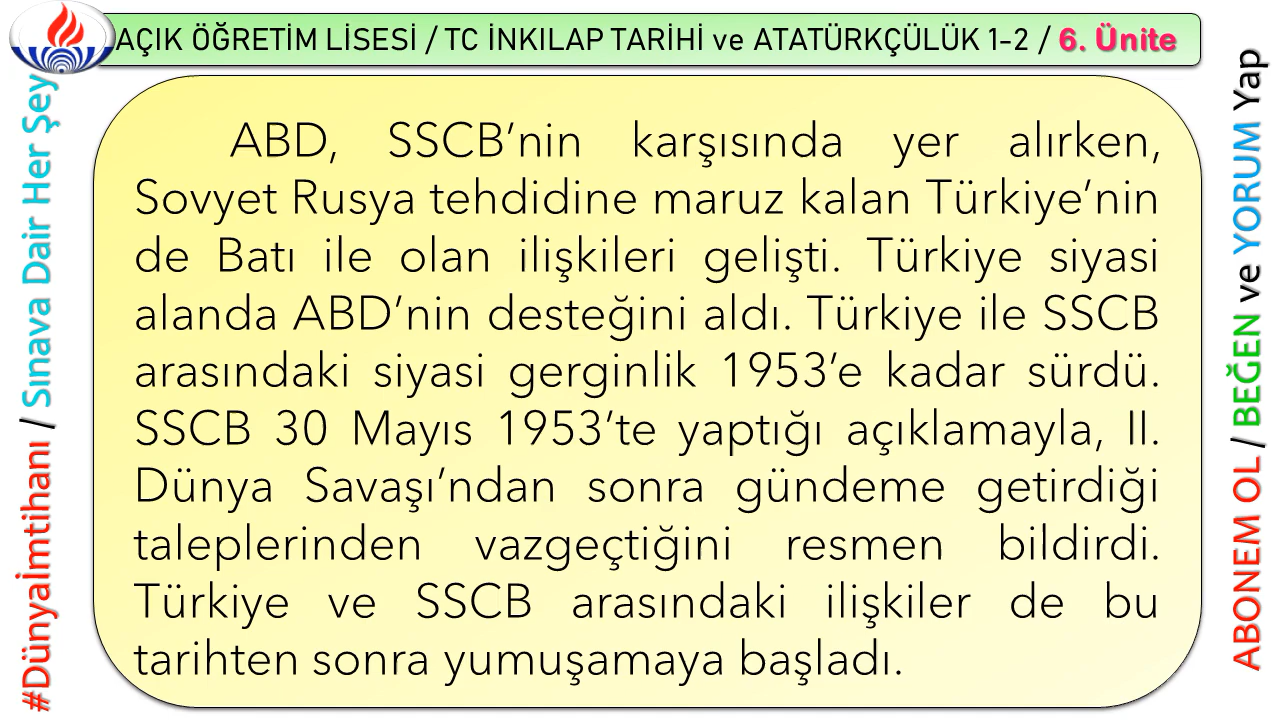 AÇIK ÖĞRETİM LİSESİ / TC İNKILAP TARİHİ ve ATATÜRKÇÜLÜK 1-2 / 6. Ünite
#Dünyaİmtihanı / Sınava Dair Her Şey
ABD, SSCB’nin karşısında yer alırken,
Sovyet Rusya tehdidine maruz kalan Türkiye’nin
de Batı ile olan ilişkileri gelişti. Türkiye siyasi
alanda ABD’nin desteğini aldı. Türkiye ile SSCB
arasındaki siyasi gerginlik 1953’e kadar sürdü.
SSCB 30 Mayıs 1953’te yaptığı açıklamayla, II.
Dünya Savaşı’ndan sonra gündeme getirdiği
taleplerinden vazgeçtiğini resmen bildirdi.
Türkiye ve SSCB arasındaki ilişkiler de bu
tarihten sonra yumuşamaya başladı.
ABONEM OL / BEĞEN ve YORUM Yap